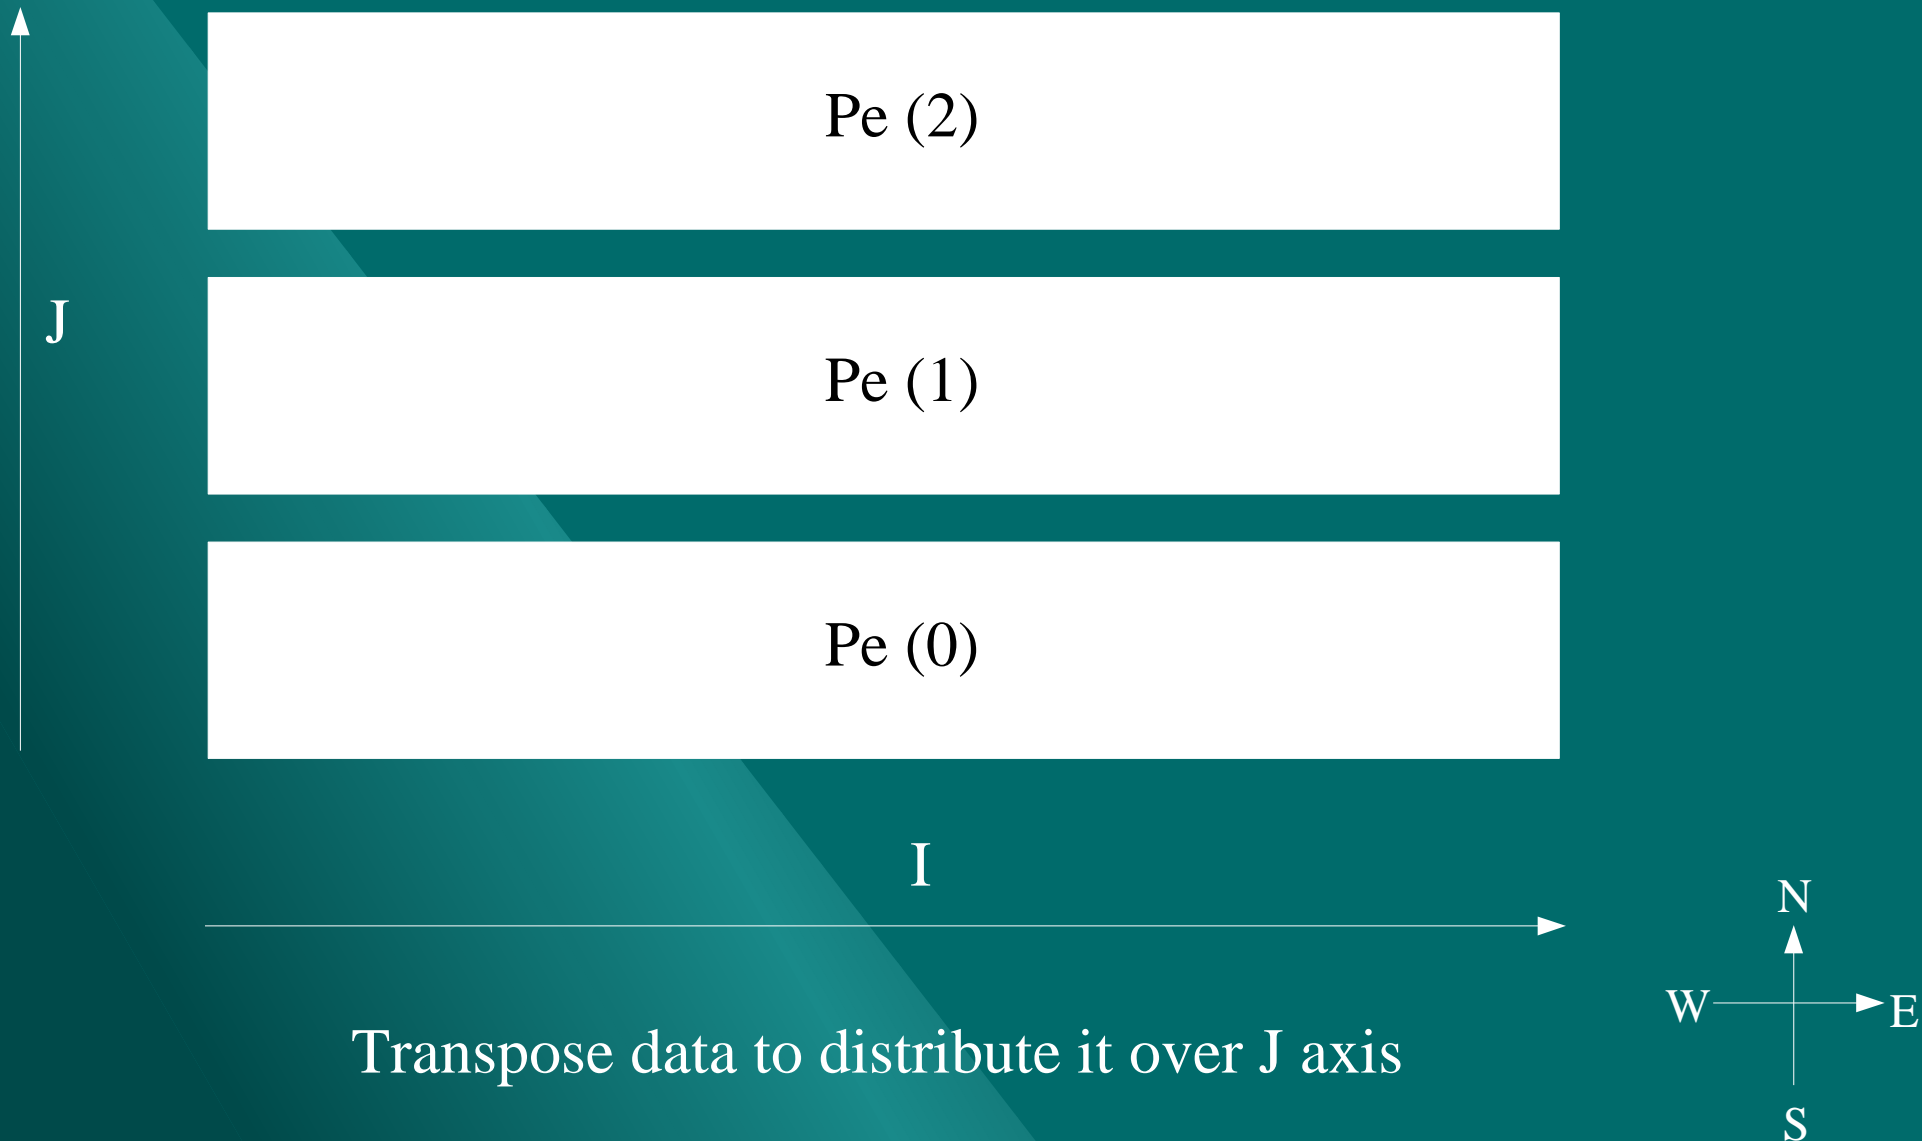 Pe (2)
J
Pe (1)
Pe (0)
I
N
W
E
Transpose data to distribute it over J axis
S